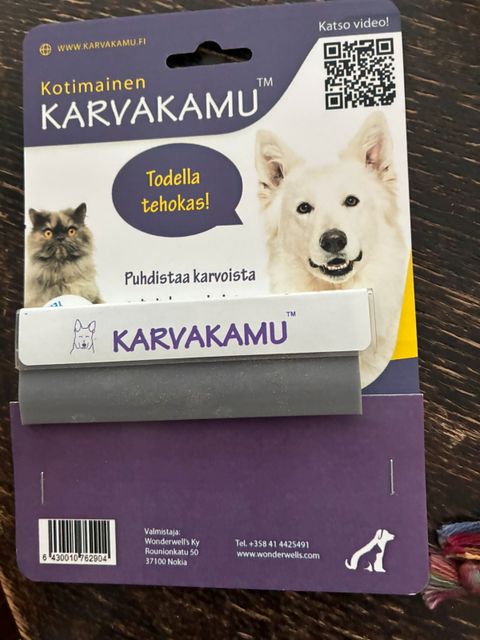 WWW.KARVAKAMU.FI
Katso video!
Kotimainen
KARVAKAMU™
Todella
tehokas!
Puhdistaa karvoista
KARVAKAMU™
6 430010 762904
Valmistaja:
Wonderwell's Ky
Rounionkatu 50
37100 Nokia
Tel. +358 41 4425491
www.wonderwells.com